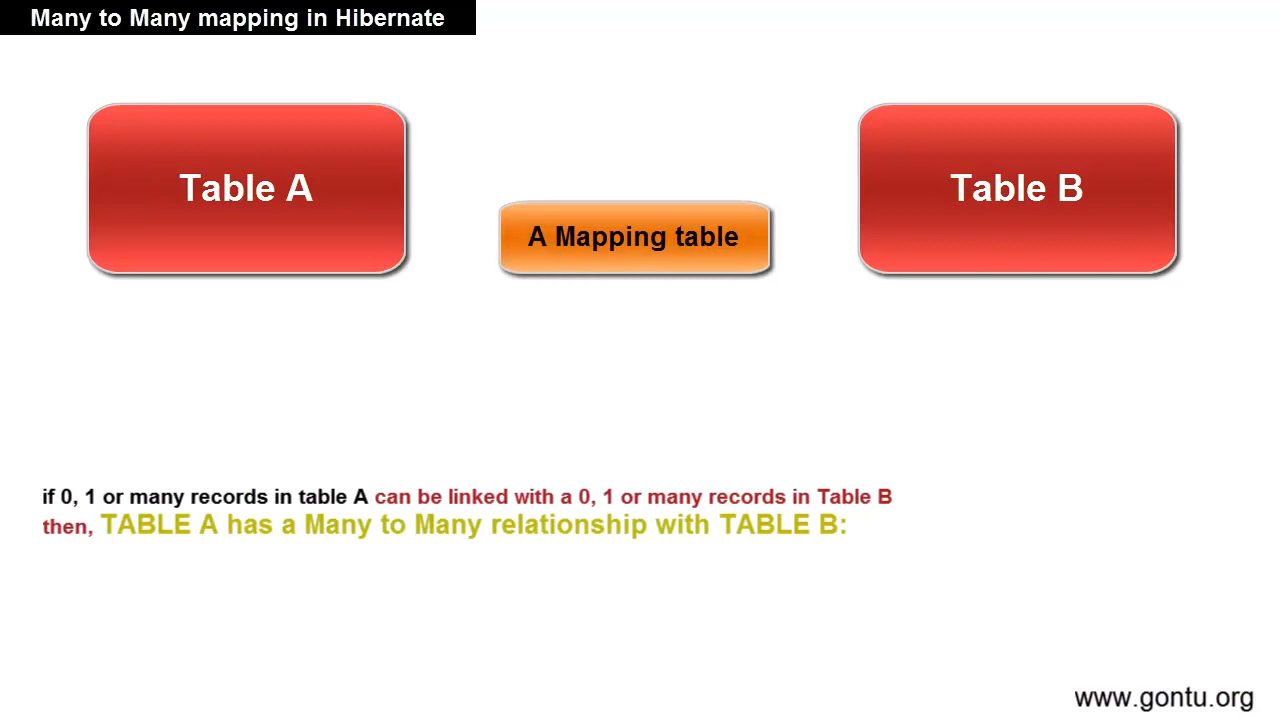 Many to Many mapping in Hibernate
Table A
A Mapping table
Table B
if 0, 1 or many records in table A can be linked with a 0, 1 or many records in Table B
then, TABLE A has a Many to Many relationship with TABLE B:
www.gontu.org